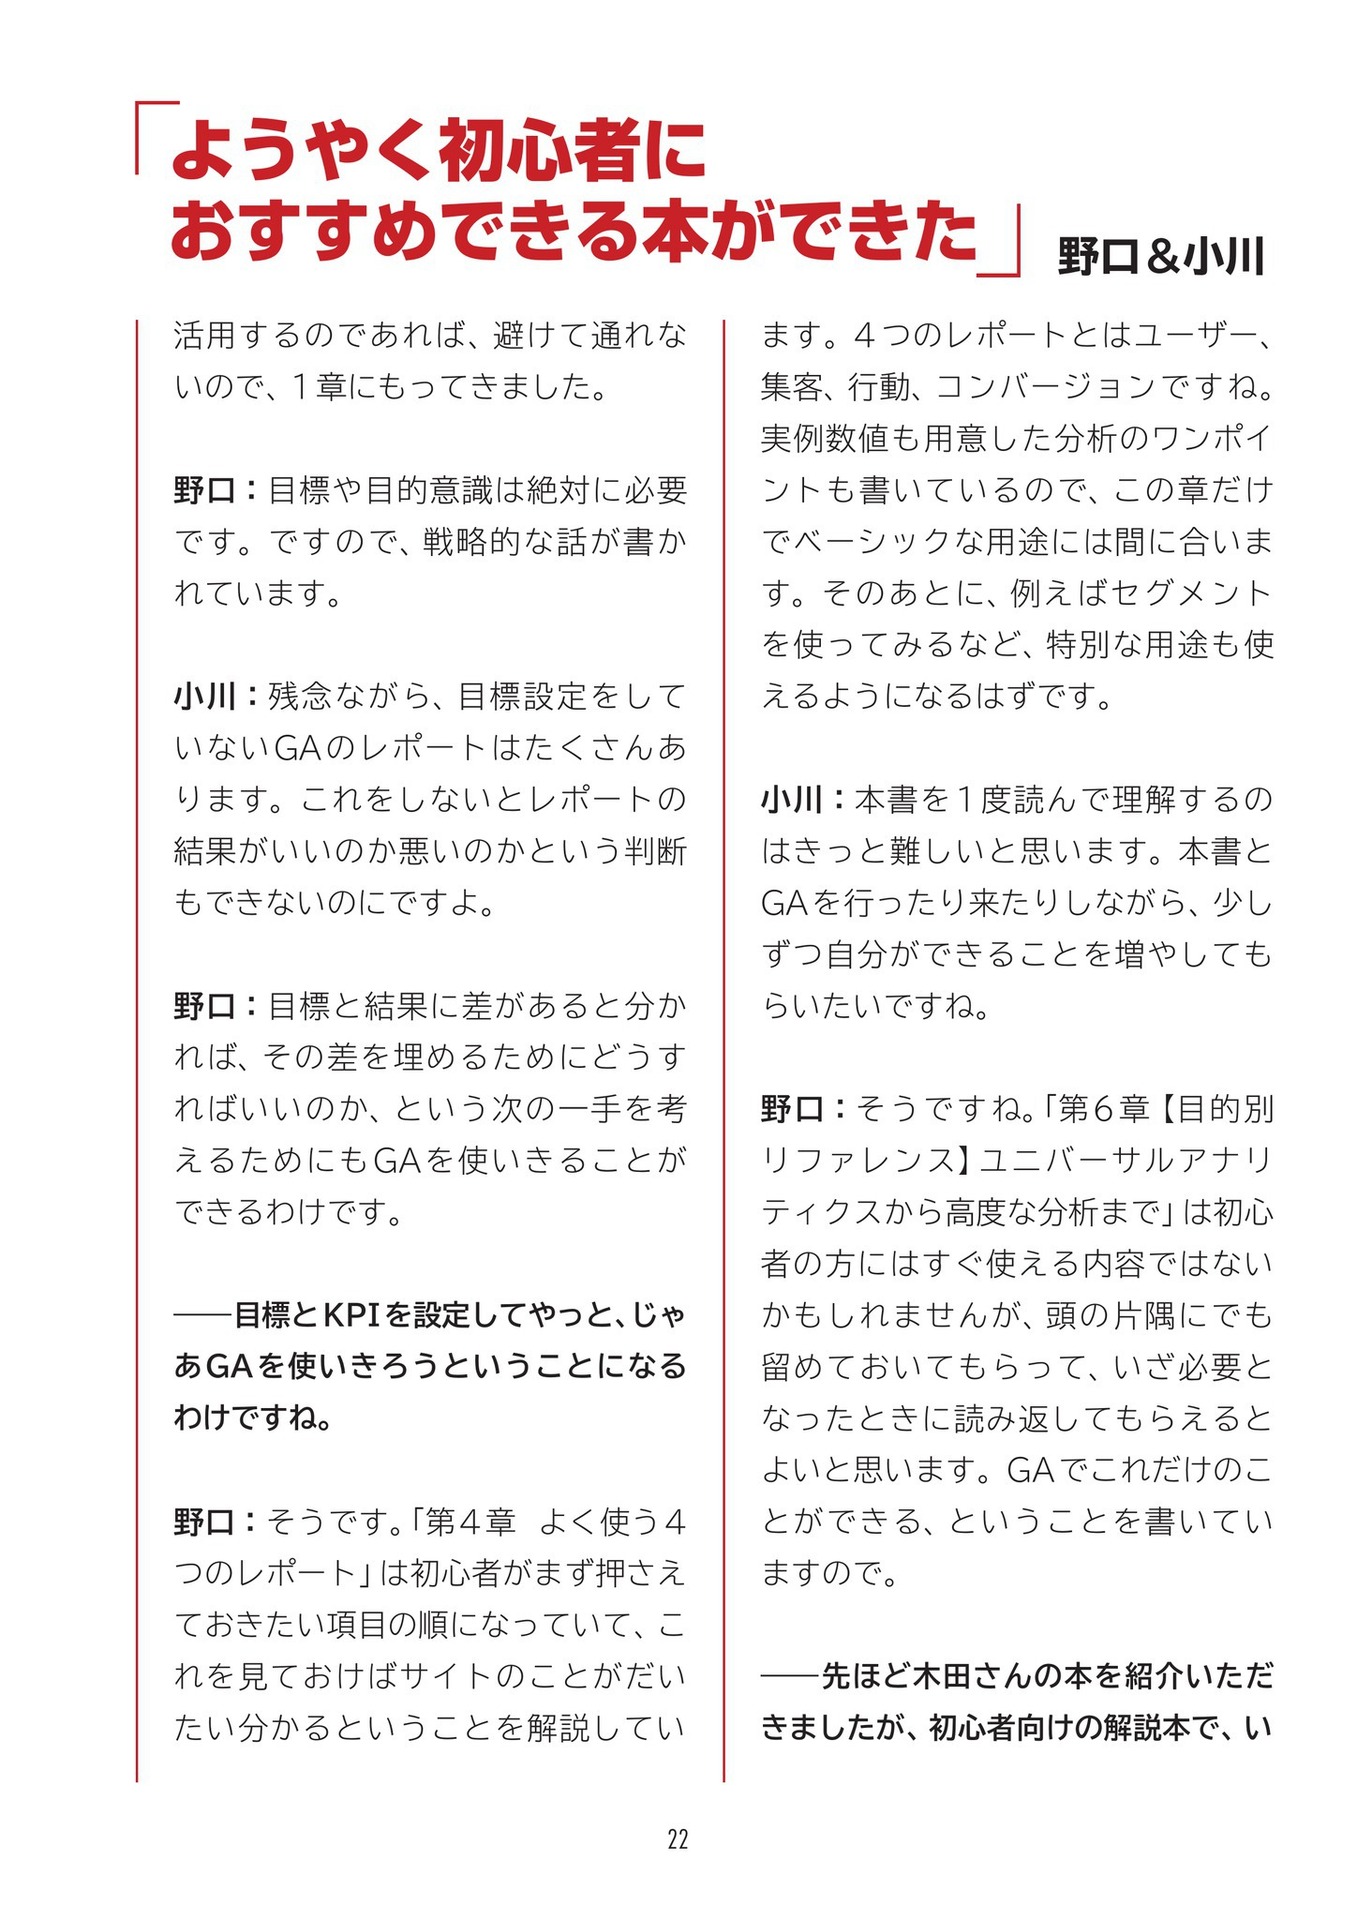 「ようやく初心者に
おすすめできる本ができた」 野口＆小川
活用するのであれば、避けて通れな
いので、1章にもってきました。
野口：目標や目的意識は絶対に必要
です。ですので、戦略的な話が書か
れています。
小川：残念ながら、目標設定をして
いないGAのレポートはたくさんあ
ります。これをしないとレポートの
結果がいいのか悪いのかという判断
もできないのにですよ。
野口：目標と結果に差があると分か
れば、その差を埋めるためにどうす
ればいいのか、という次の一手を考
えるためにもGAを使いきることが
できるわけです。
――目標とKPIを設定してやっと、じゃ
あGAを使いきろうということになる
わけですね。
野口：そうです。「第4章 よく使う4
つのレポート」は初心者がまず押さえ
ておきたい項目の順になっていて、こ
れを見ておけばサイトのことがだい
たい分かるということを解説してい
ます。4つのレポートとはユーザー、
集客、行動、コンバージョンですね。
実例数値も用意した分析のワンポイ
ントも書いているので、この章だけ
でベーシックな用途には間に合いま
す。そのあとに、例えばセグメント
を使ってみるなど、特別な用途も使
えるようになるはずです。
小川：本書を1度読んで理解するの
はきっと難しいと思います。本書と
GAを行ったり来たりしながら、少し
ずつ自分ができることを増やしても
らいたいですね。
野口：そうですね。「第6章【目的別
リファレンス】ユニバーサルアナリ
ティクスから高度な分析まで」は初心
者の方にはすぐ使える内容ではない
かもしれませんが、頭の片隅にでも
留めておいてもらって、いざ必要と
なったときに読み返してもらえると
よいと思います。GAでこれだけのこ
とができる、ということを書いてい
ますので。
――先ほど木田さんの本を紹介いただ
きましたが、初心者向けの解説本で、い
22